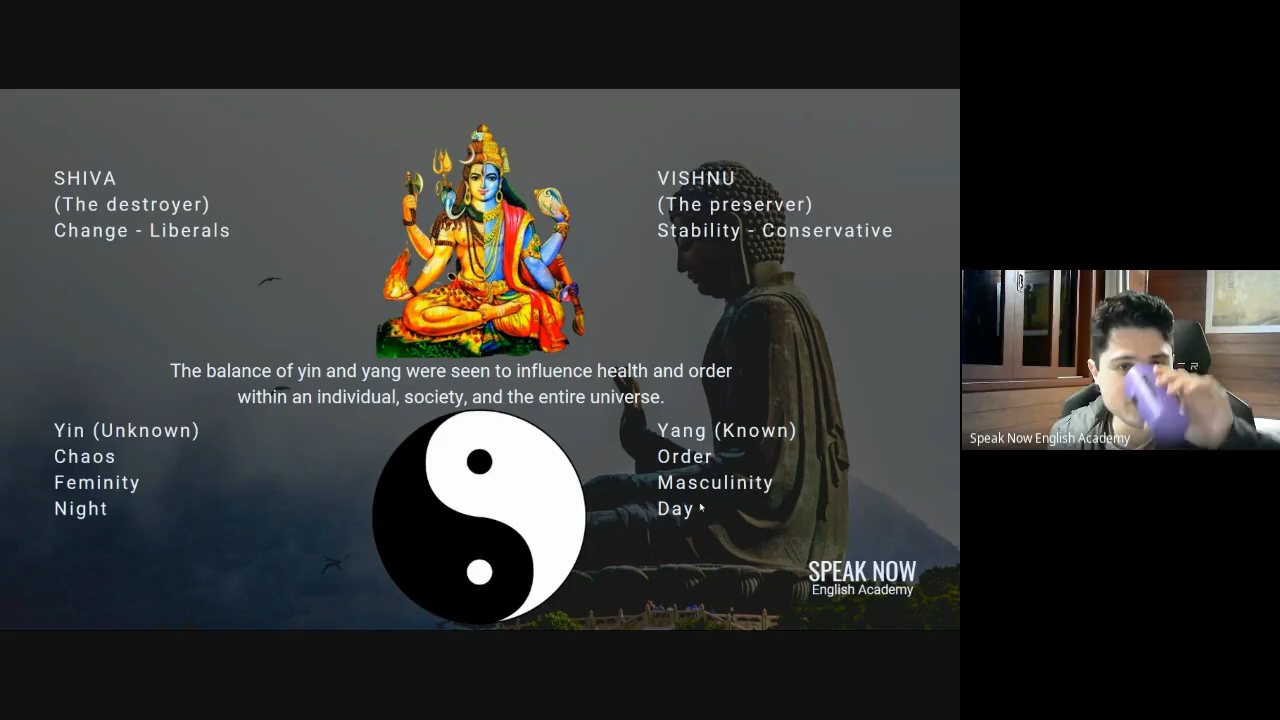 SHIVA
(The destroyer)
Change - Liberals
VISHNU
(The preserver)
Stability - Conservative
The balance of yin and yang were seen to influence health and order
within an individual, society, and the entire universe.
Yin (Unknown)
Chaos
Feminity
Night
Yang (Known)
Order
Masculinity
Day
SPEAK NOW
English Academy
Speak Now English Academy